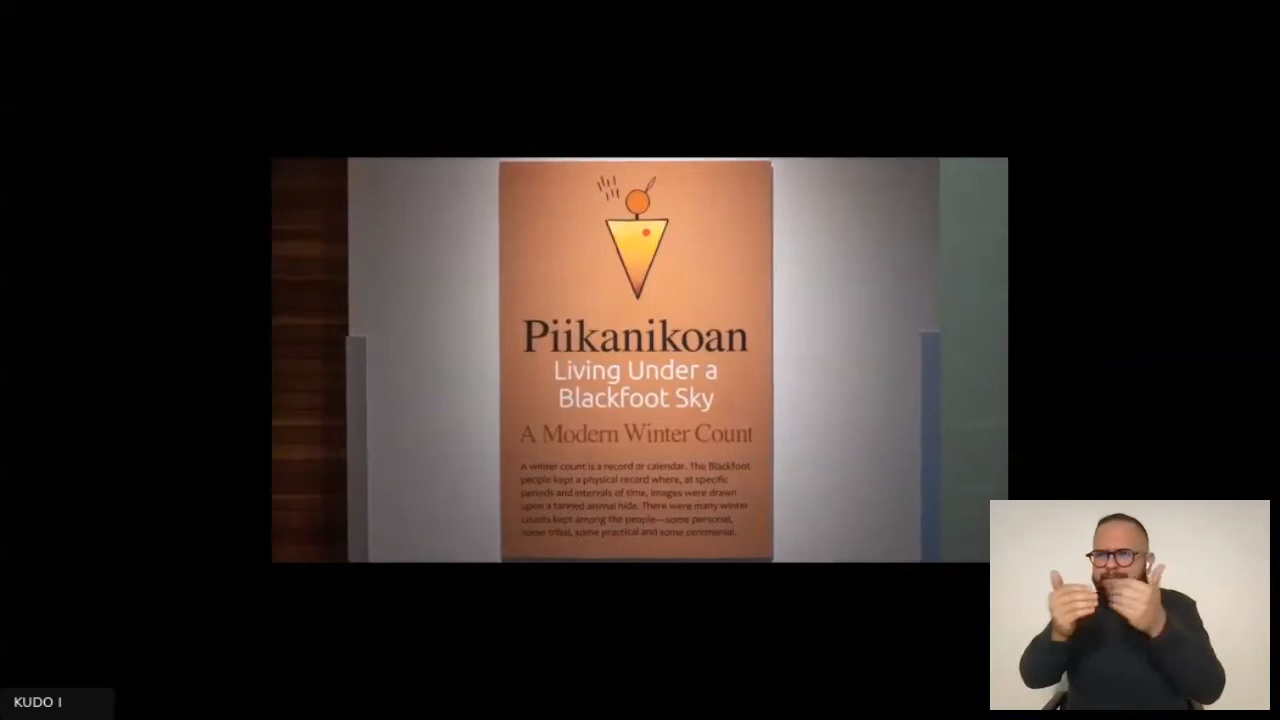 Piikanikoan
Living Under a
Blackfoot Sky
A Modern Winter Count
A winter count is a record or calendar. The Blackfoot
people kept a physical record where, at specific
periods and intervals of time, images were drawn
upon a tanned animal hide. There were many winter
counts kept among the people—some personal,
some tribal, some practical and some ceremonial.
KUDO I